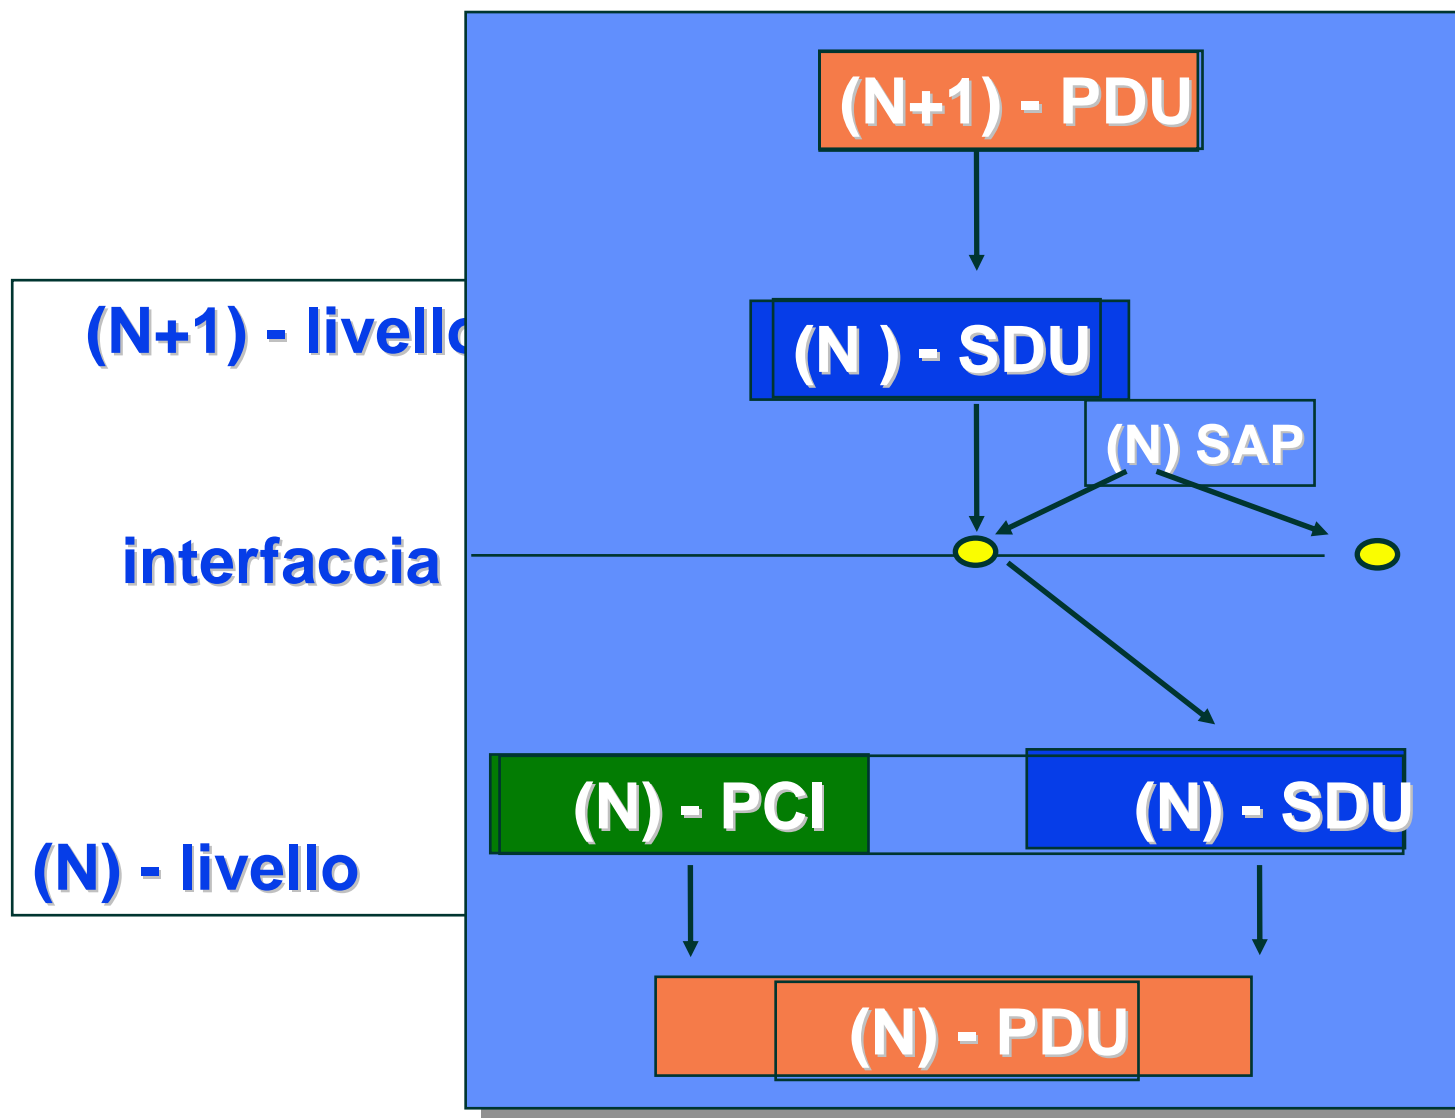 (N+1) - PDU
(N+1) - livello
(N ) - SDU
(N) SAP
interfaccia
(N) - PCI
(N) - SDU
(N) - livello
(N) - PDU